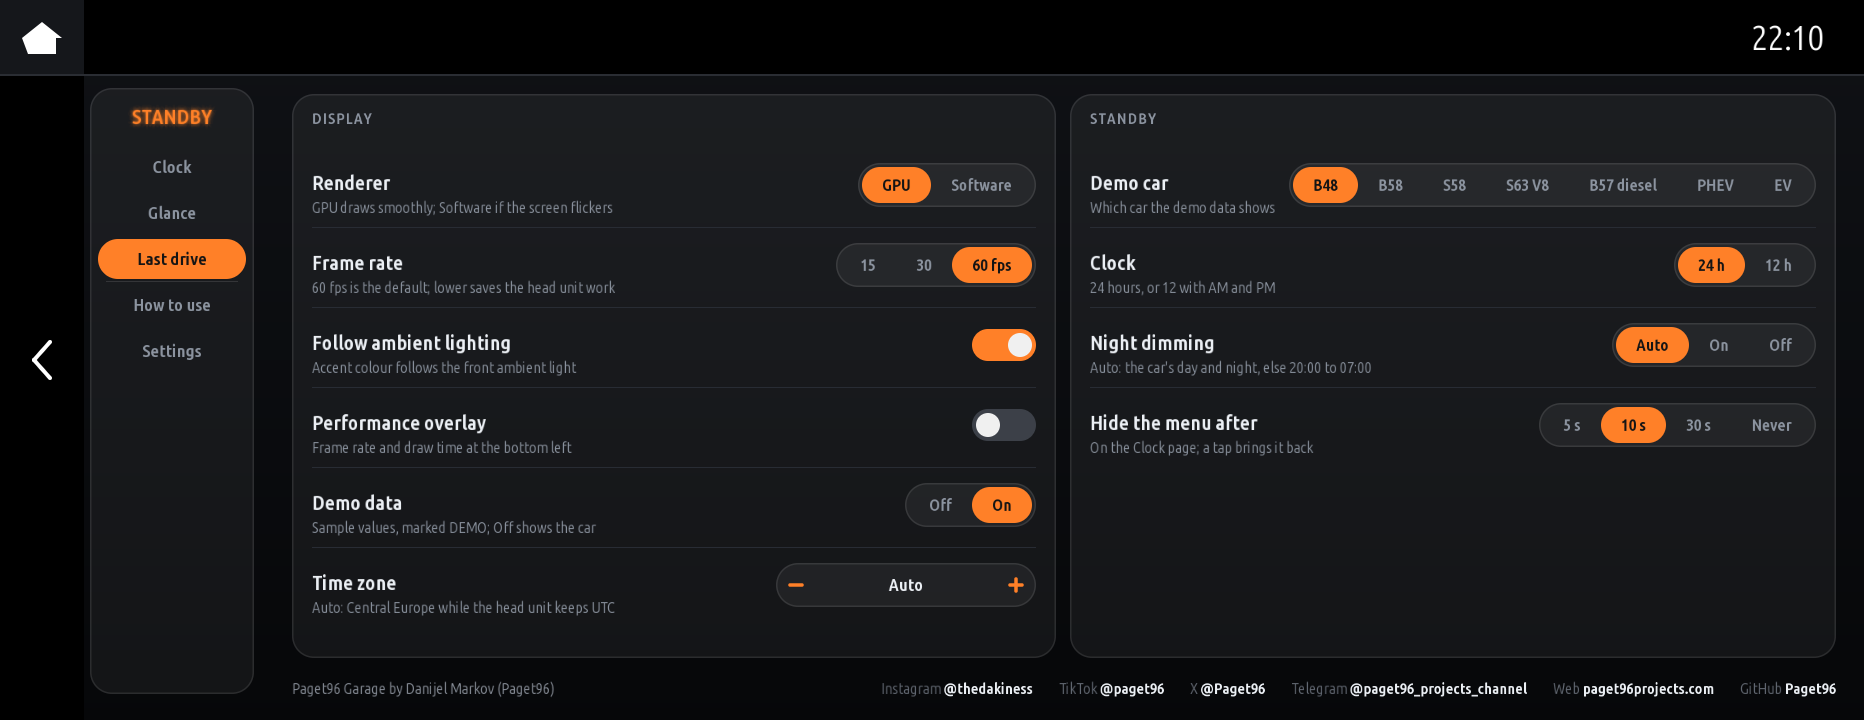 22:10
STANDBY
Clock
Glance
Last drive
How to use
Settings
DISPLAY
Renderer
GPU draws smoothly; Software if the screen flickers
GPU Software
Frame rate
60 fps is the default; lower saves the head unit work
15 30 60 fps
Follow ambient lighting
Accent colour follows the front ambient light
Performance overlay
Frame rate and draw time at the bottom left
Demo data
Sample values, marked DEMO; Off shows the car
Off On
Time zone
Auto: Central Europe while the head unit keeps UTC
− Auto +
STANDBY
Demo car
Which car the demo data shows
B48 B58 S58 S63 V8 B57 diesel PHEV EV
Clock
24 hours, or 12 with AM and PM
24 h 12 h
Night dimming
Auto: the car's day and night, else 20:00 to 07:00
Auto On Off
Hide the menu after
On the Clock page; a tap brings it back
5 s 10 s 30 s Never
Paget96 Garage by Danijel Markov (Paget96)
Instagram @thedakiness TikTok @paget96 X @Paget96 Telegram @paget96_projects_channel Web paget96projects.com GitHub Paget96